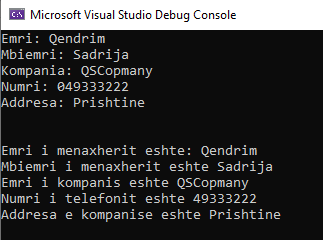 Microsoft Visual Studio Debug Console
Emri: Qendrim
Mbiemri: Sadrija
Kompania: QSCopmany
Numri: 049333222
Addresa: Prishtine
Emri i menaxherit eshte: Qendrim
Mbiemri i menaxherit eshte Sadrija
Emri i kompanis eshte QSCopmany
Numri i telefonit eshte 49333222
Addresa e kompanise eshte Prishtine